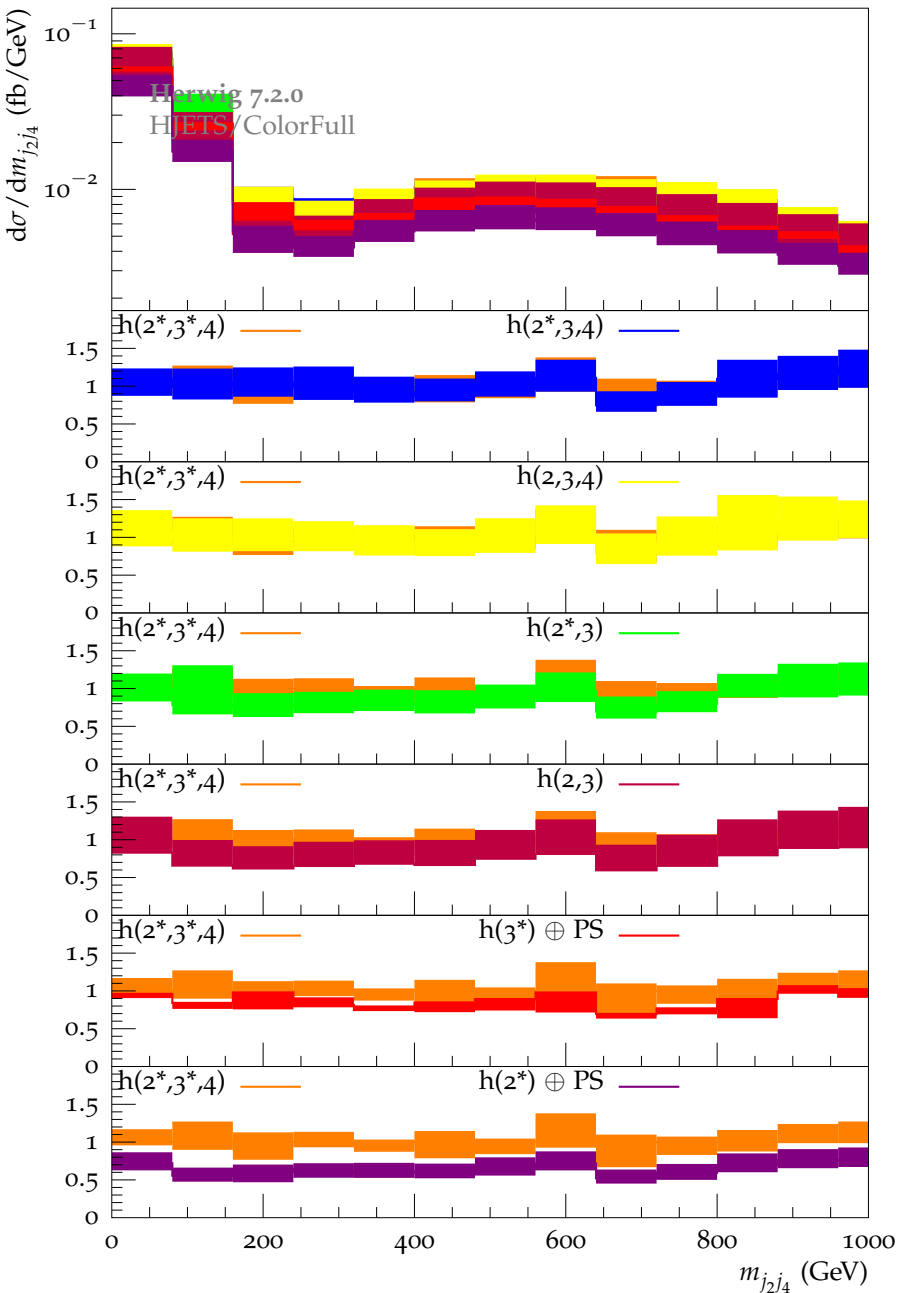 10⁻¹
Herwig 7.2.0
HJETS/ColorFull
10⁻²
dσ/dm_{j₂j₄} (fb/GeV)
h(2*,3*,4) h(2*,3,4)
1.5
1
0.5
0
h(2*,3*,4) h(2,3,4)
1.5
1
0.5
0
h(2*,3*,4) h(2*,3)
1.5
1
0.5
0
h(2*,3*,4) h(2,3)
1.5
1
0.5
0
h(2*,3*,4) h(3*) ⊕ PS
1.5
1
0.5
0
h(2*,3*,4) h(2*) ⊕ PS
1.5
1
0.5
0
0 200 400 600 800 1000
m_{j₂j₄} (GeV)